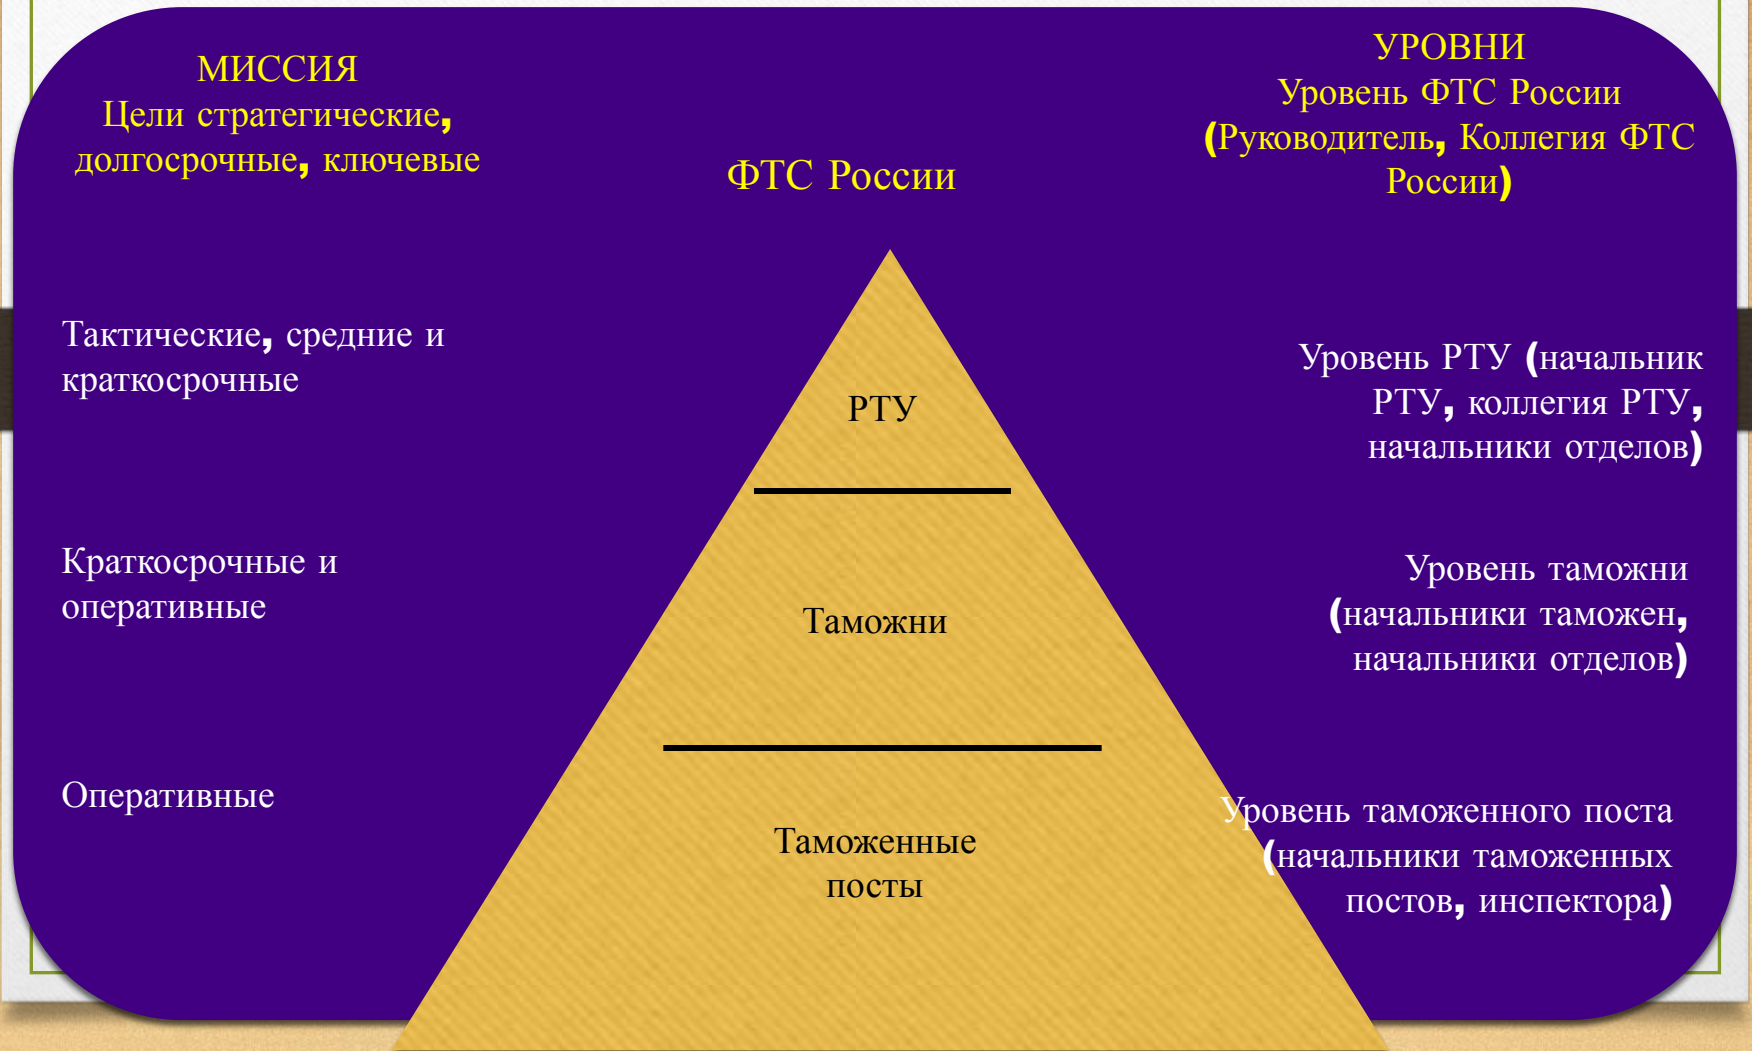 МИССИЯ
Цели стратегические,
долгосрочные, ключевые
ФТС России
УРОВНИ
Уровень ФТС России
(Руководитель, Коллегия ФТС
России)
Тактические, средние и
краткосрочные
РТУ
Уровень РТУ (начальник
РТУ, коллегия РТУ,
начальники отделов)
Краткосрочные и
оперативные
Таможни
Уровень таможни
(начальники таможен,
начальники отделов)
Оперативные
Таможенные
посты
Уровень таможенного поста
(начальники таможенных
постов, инспектора)